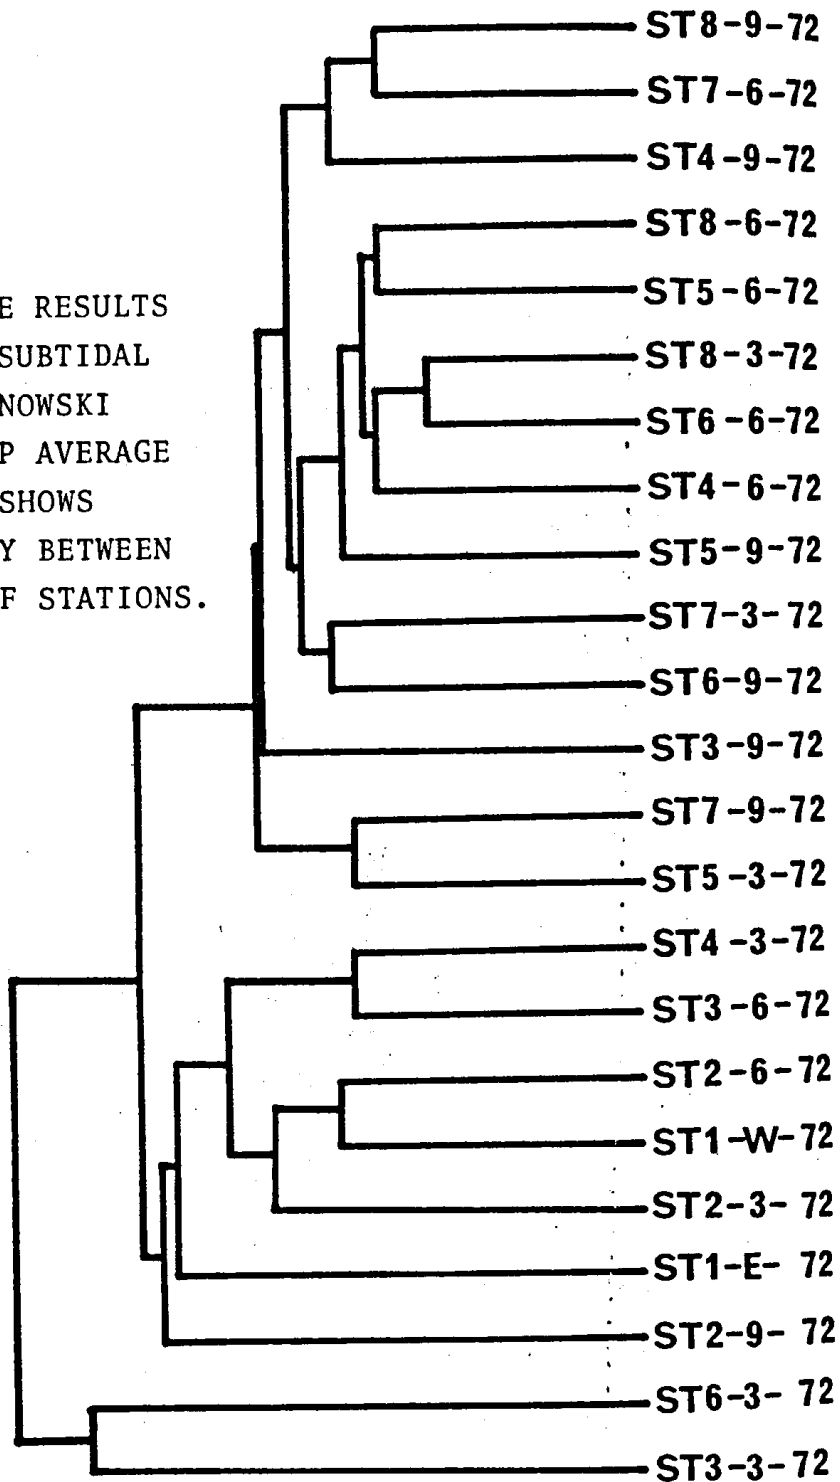 E RESULTS
SUBTIDAL
NOWSKI
P AVERAGE
SHOWS
Y BETWEEN
F STATIONS.
ST8-9-72
ST7-6-72
ST4-9-72
ST8-6-72
ST5-6-72
ST8-3-72
ST6-6-72
ST4-6-72
ST5-9-72
ST7-3-72
ST6-9-72
ST3-9-72
ST7-9-72
ST5-3-72
ST4-3-72
ST3-6-72
ST2-6-72
ST1-W-72
ST2-3-72
ST1-E-72
ST2-9-72
ST6-3-72
ST3-3-72